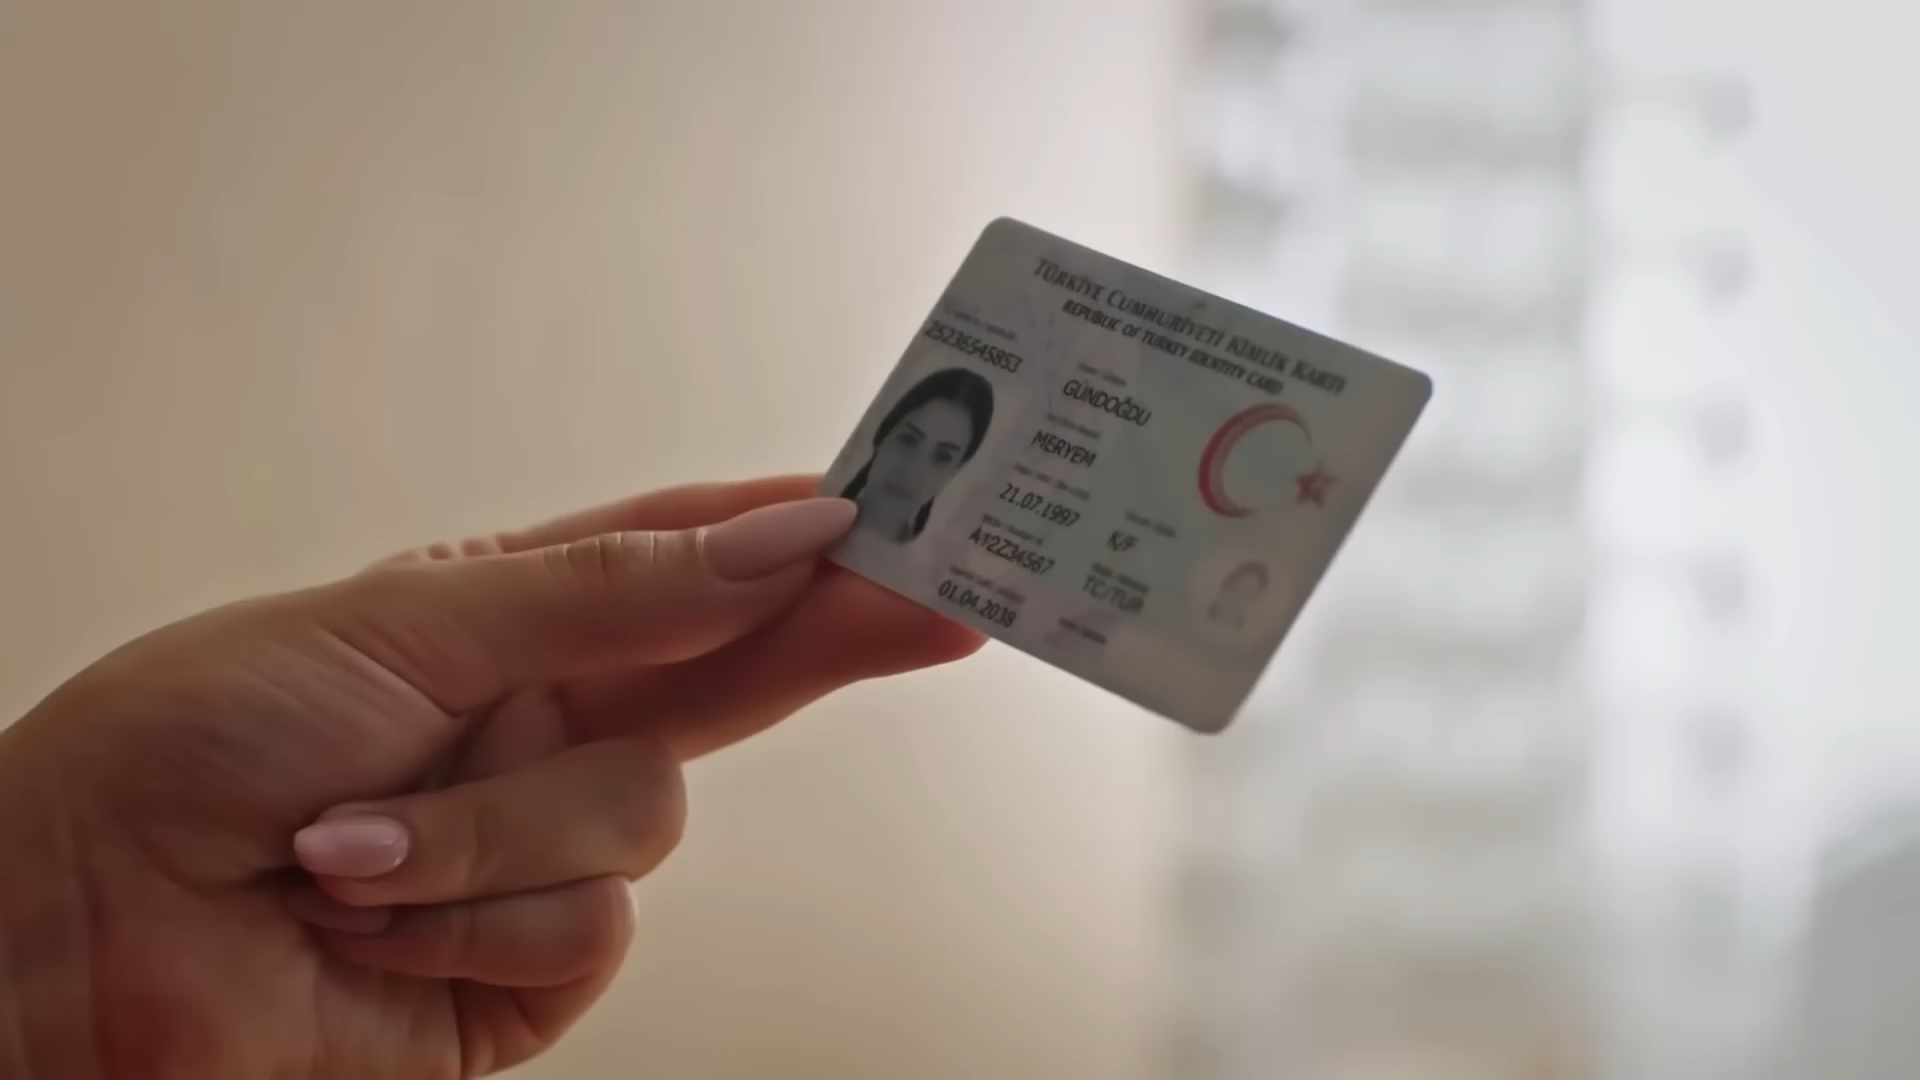 TÜRKİYE CUMHURİYETİ KİMLİK KARTI
REPUBLIC OF TURKEY IDENTITY CARD
25236545853
GÜNDOĞDU
MERYEM
21.07.1997
K/F
A12Z34567
TC/TUR
01.04.2038